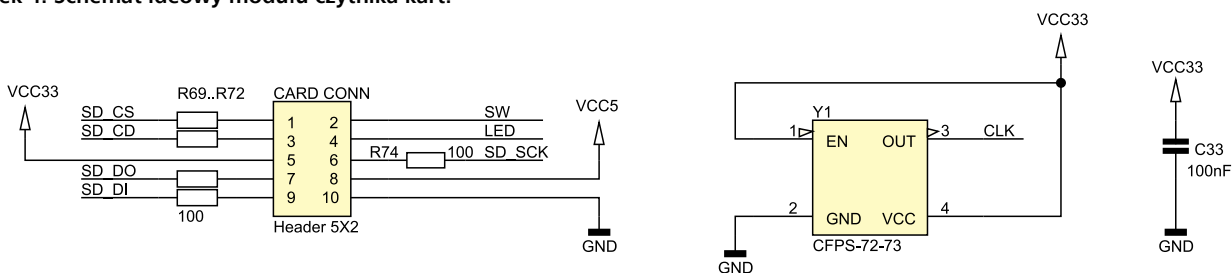 ek 4. Schemat ideowy modułu czytnika kart.
VCC33
R69..R72
CARD CONN
SD_CS
1 2
SW
VCC5
SD_CD
3 4
LED
5 6
R74
100
SD_SCK
SD_DO
7 8
SD_DI
9 10
100
Header 5X2
GND
VCC33
Y1
1
EN
OUT
3
CLK
2
GND
VCC
4
CFPS-72-73
GND
VCC33
C33
100nF
GND